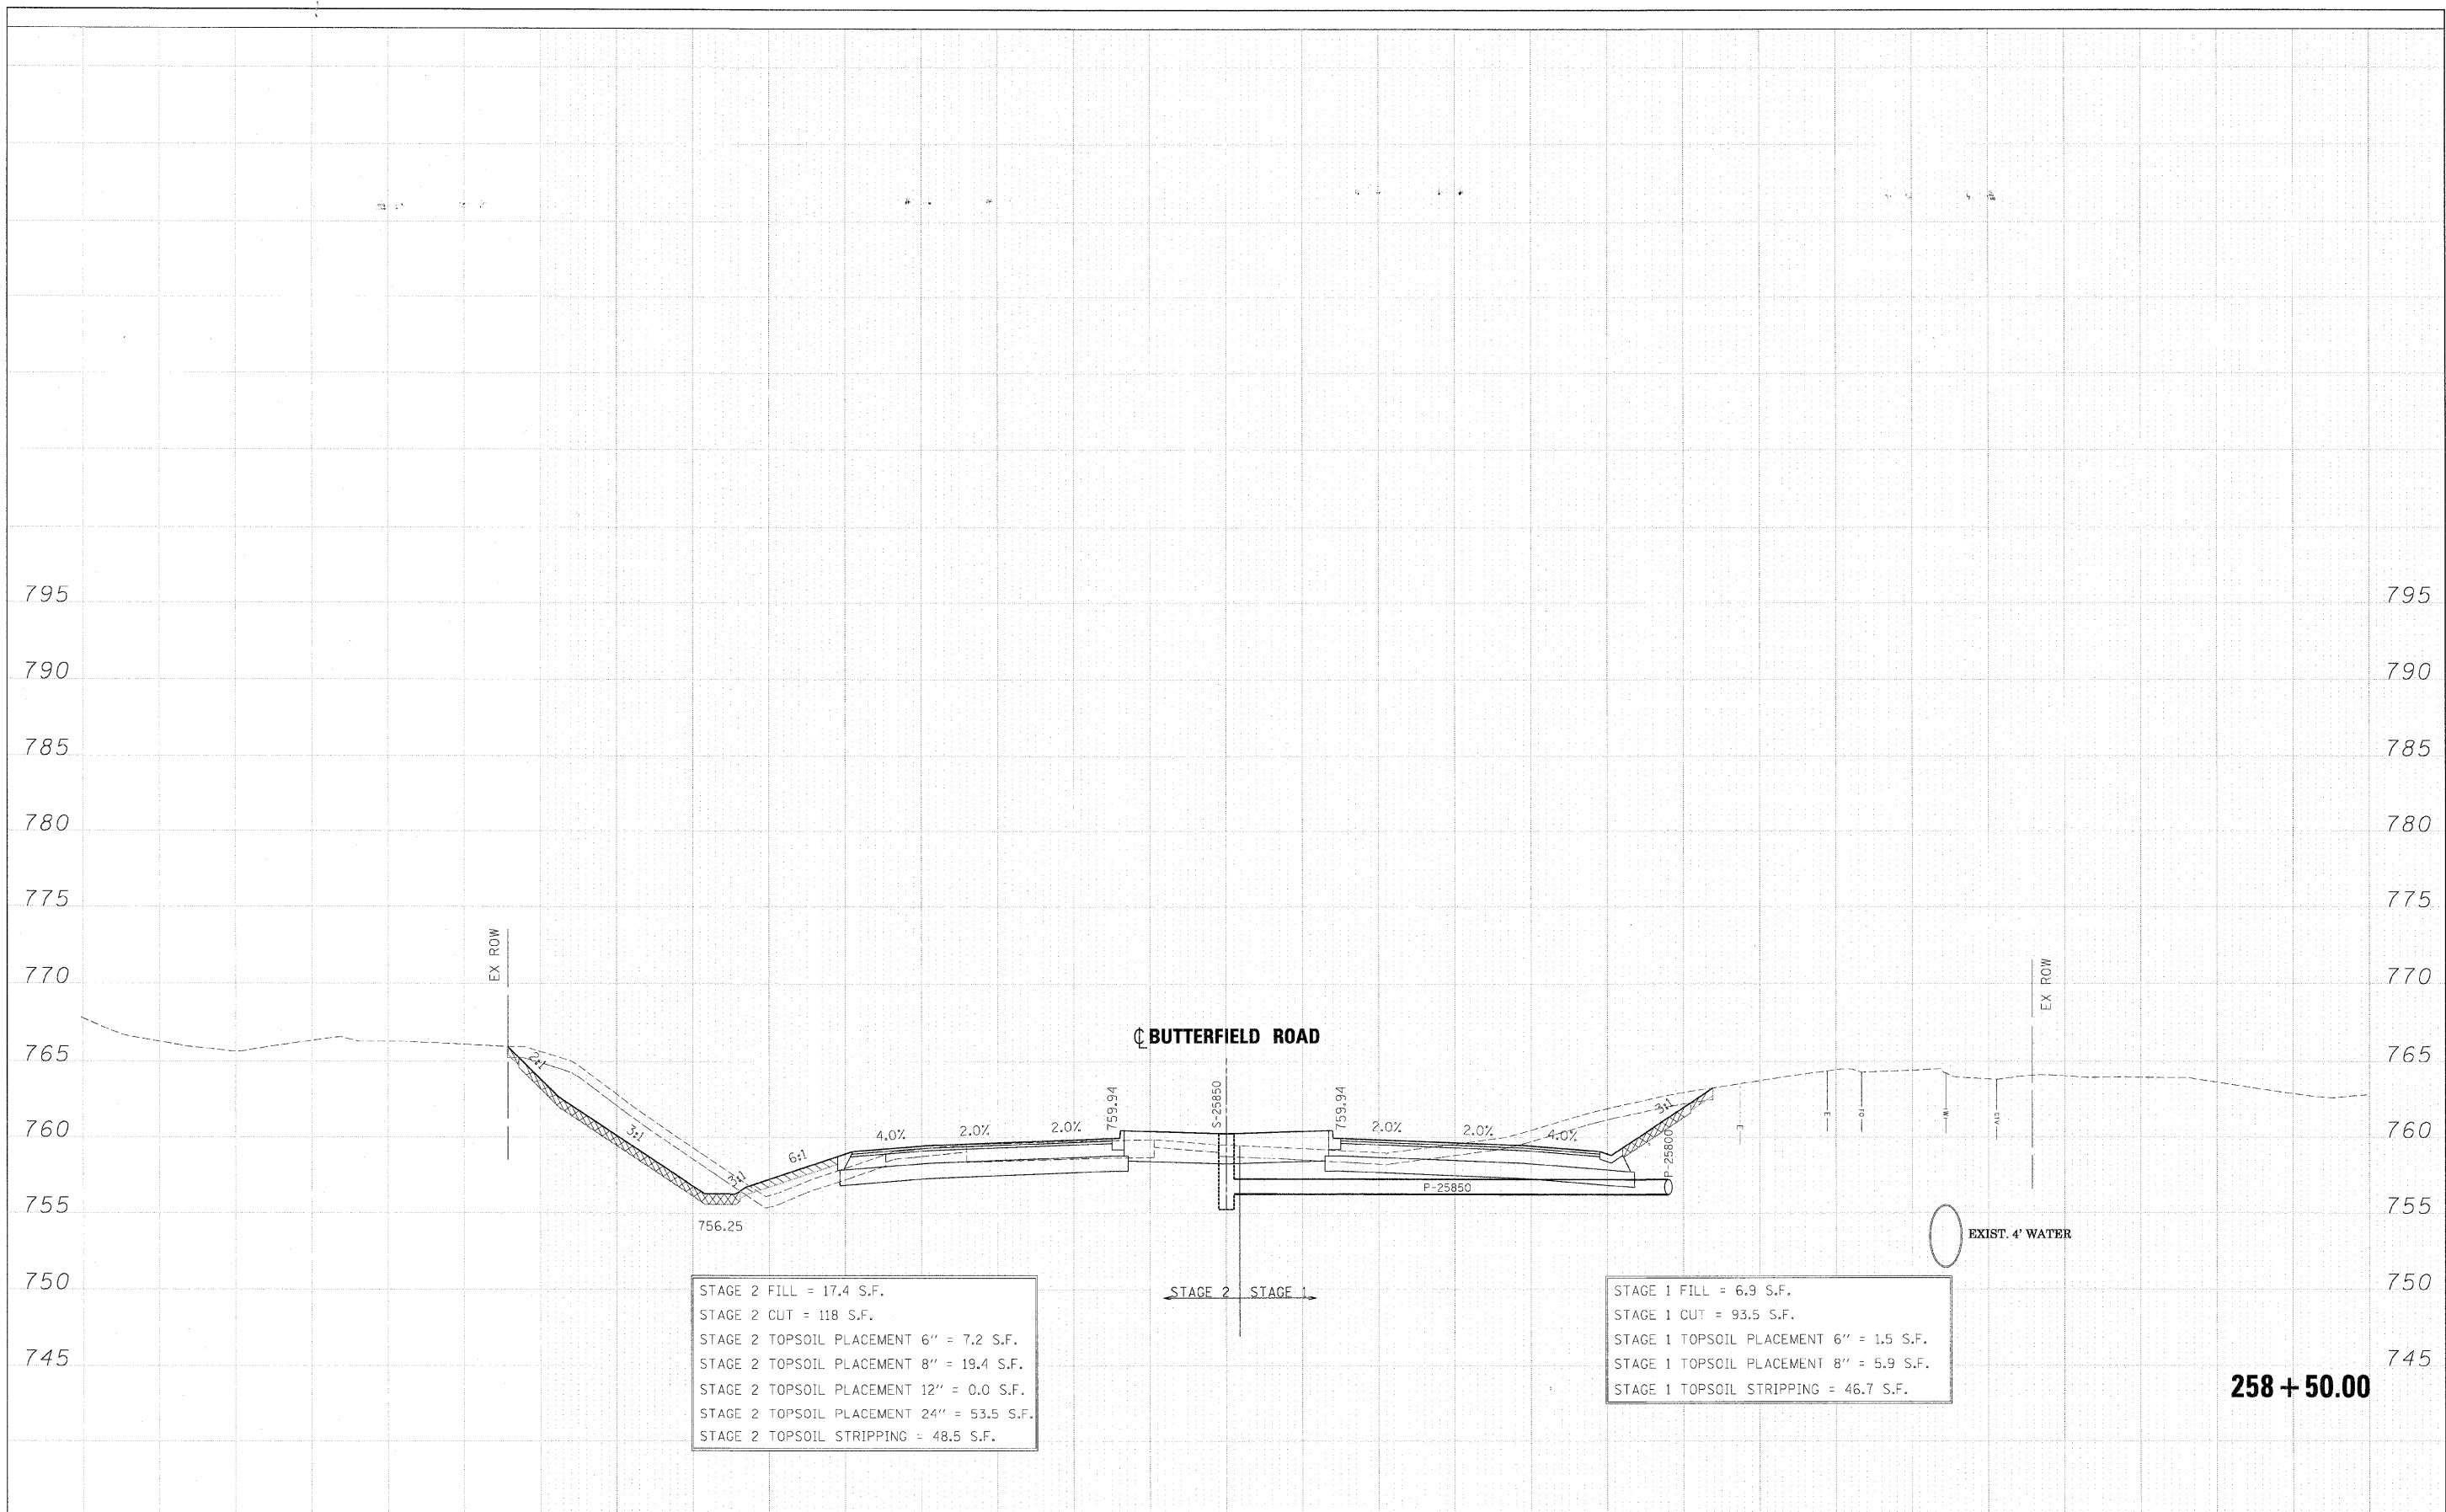 795 795
790 790
785 785
780 780
775 775
EX ROW
770 770
EX ROW
℄ BUTTERFIELD ROAD
765 765
2:1
759.94
S-25850
759.94
3:1
760 760
3:1
4.0% 2.0% 2.0% 2.0% 2.0% 4.0%
6:1
3:1
P-25800
E
E
FO
W
CTV
P-25850
755 755
756.25
EXIST. 4' WATER
750 750
STAGE 2 STAGE 1
STAGE 2 FILL = 17.4 S.F.
STAGE 2 CUT = 118 S.F.
STAGE 2 TOPSOIL PLACEMENT 6" = 7.2 S.F.
STAGE 2 TOPSOIL PLACEMENT 8" = 19.4 S.F.
STAGE 2 TOPSOIL PLACEMENT 12" = 0.0 S.F.
STAGE 2 TOPSOIL PLACEMENT 24" = 53.5 S.F.
STAGE 2 TOPSOIL STRIPPING = 48.5 S.F.
STAGE 1 FILL = 6.9 S.F.
STAGE 1 CUT = 93.5 S.F.
STAGE 1 TOPSOIL PLACEMENT 6" = 1.5 S.F.
STAGE 1 TOPSOIL PLACEMENT 8" = 5.9 S.F.
STAGE 1 TOPSOIL STRIPPING = 46.7 S.F.
745 745
258 + 50.00